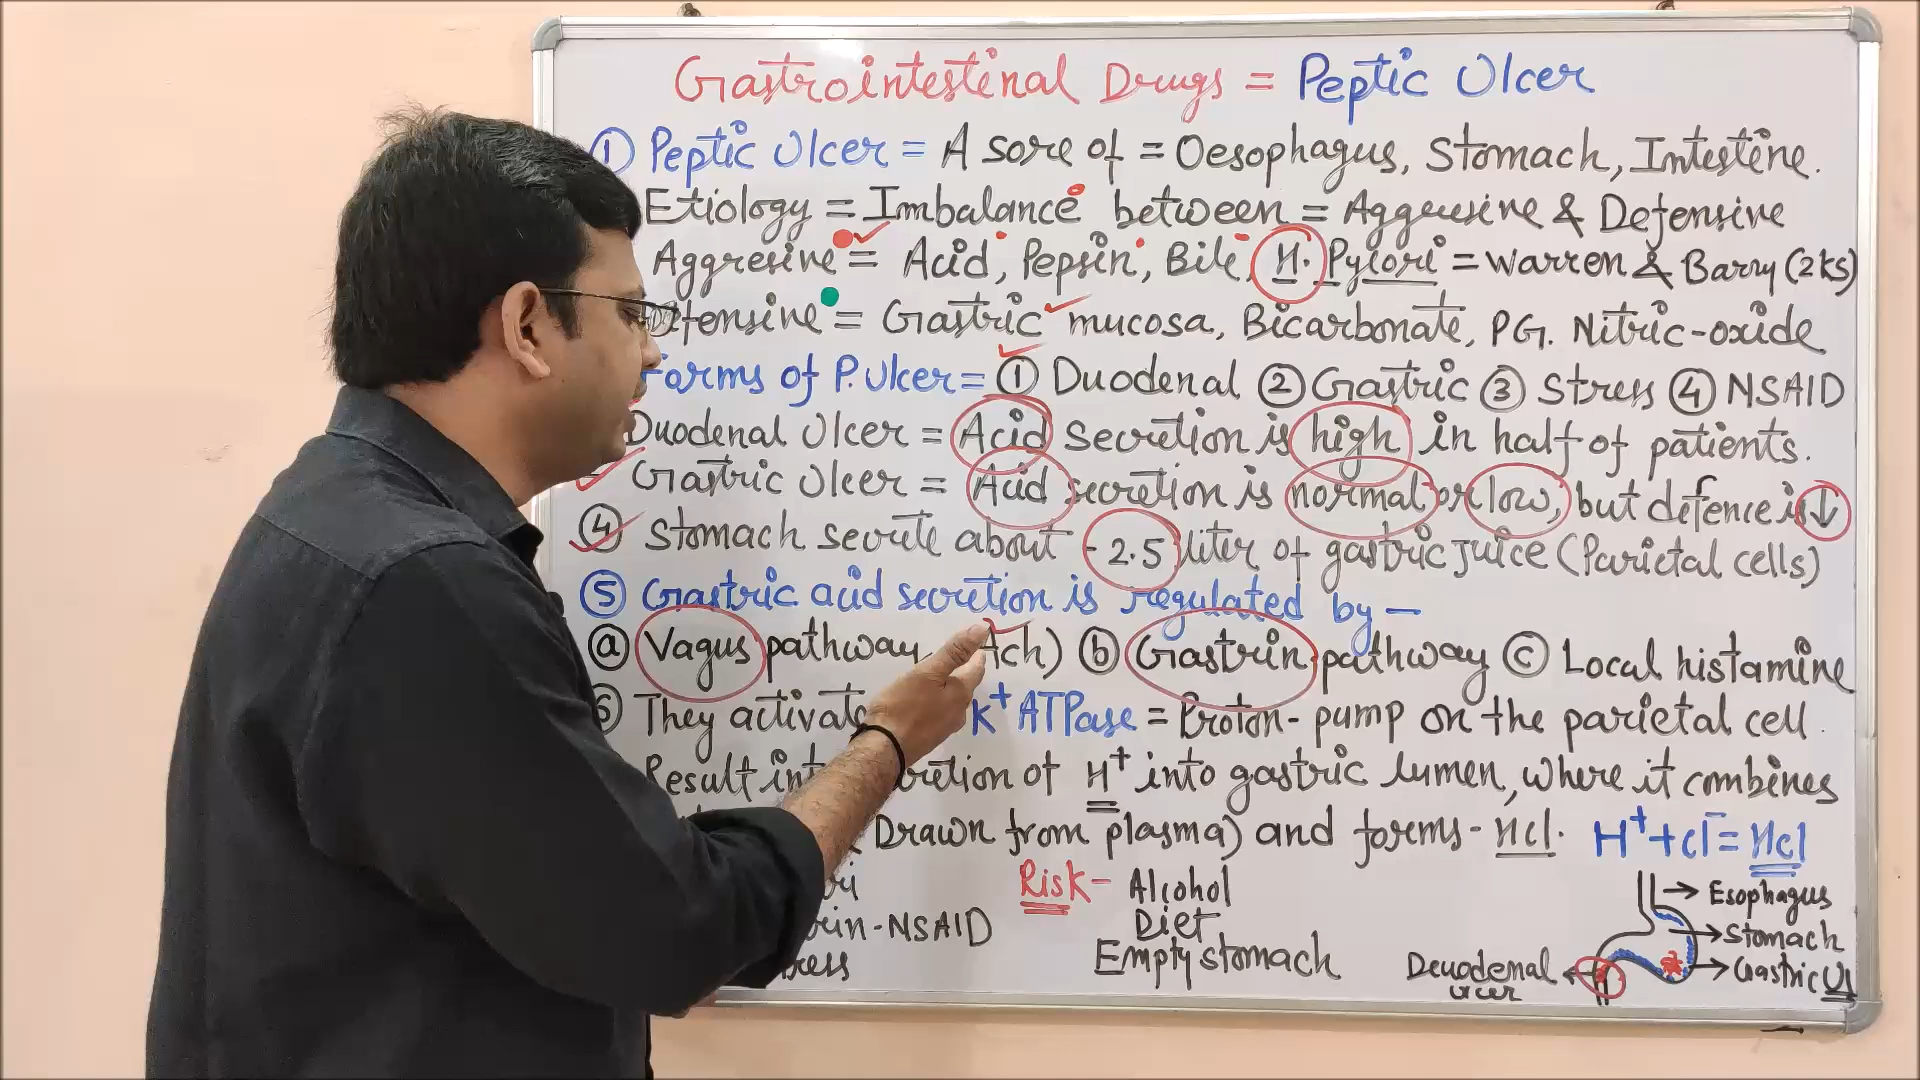 Gastrointestinal Drugs = Peptic Ulcer
① Peptic Ulcer = A sore of = Oesophagus, Stomach, Intestine.
Etiology = Imbalance between = Aggresive & Defensive
Aggresive = Acid, Pepsin, Bile, H. Pylori = Warren & Barry (2ks)
= Gastric mucosa, Bicarbonate, PG. Nitric-oxide
Forms of P. Ulcer = ① Duodenal ② Gastric ③ Stress ④ NSAID
Duodenal Ulcer = Acid secretion is high in half of patients.
Gastric Ulcer = Acid secretion is normal or low, but defence is ↓
④ Stomach secrete about - 2.5 liter of gastric juice (Parietal cells)
⑤ Gastric acid secretion is regulated by -
ⓐ Vagus pathway Ach) ⓑ Gastrin pathway ⓒ Local histamine
⑥ They activate K⁺ ATPase = Proton-pump on the parietal cell.
Result in of H⁺ into gastric lumen, where it combines
(Drawn from plasma) and forms - HCl. H⁺ + Cl⁻ = HCl
Risk - Alcohol
Diet
Empty stomach
-NSAID
Esophagus
Stomach
Gastric Ul
Deuodenal
ulcer